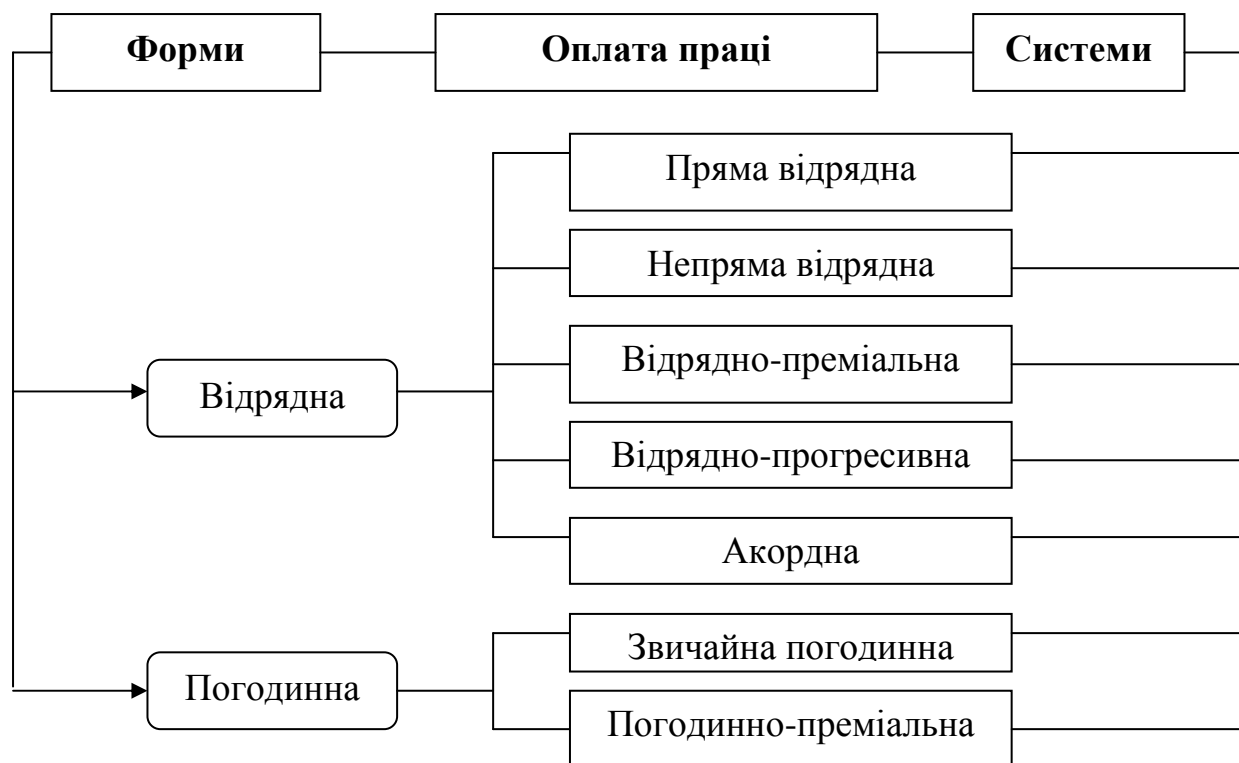 Форми
Оплата праці
Системи
Пряма відрядна
Непряма відрядна
Відрядно-преміальна
Відрядна
Відрядно-прогресивна
Акордна
Звичайна погодинна
Погодинна
Погодинно-преміальна